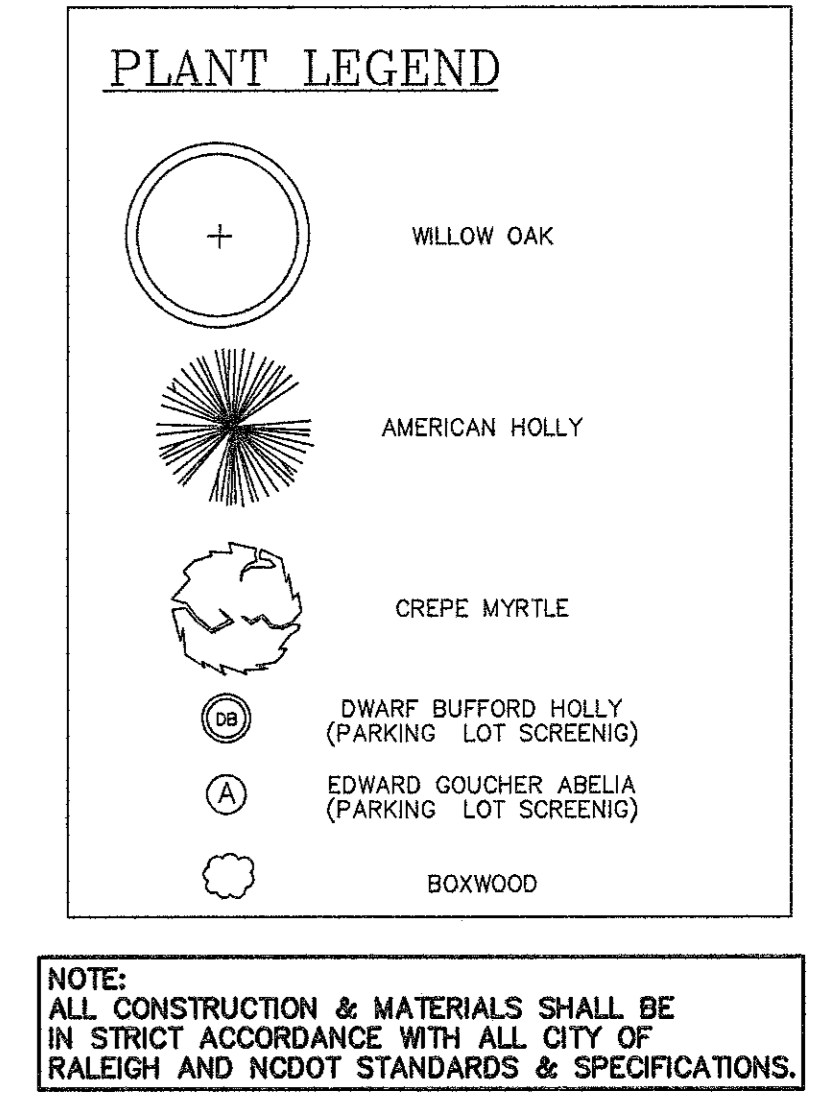 PLANT LEGEND
WILLOW OAK
AMERICAN HOLLY
CREPE MYRTLE
DB
DWARF BUFFORD HOLLY
(PARKING LOT SCREENIG)
A
EDWARD GOUCHER ABELIA
(PARKING LOT SCREENIG)
BOXWOOD
NOTE:
ALL CONSTRUCTION & MATERIALS SHALL BE
IN STRICT ACCORDANCE WITH ALL CITY OF
RALEIGH AND NCDOT STANDARDS & SPECIFICATIONS.